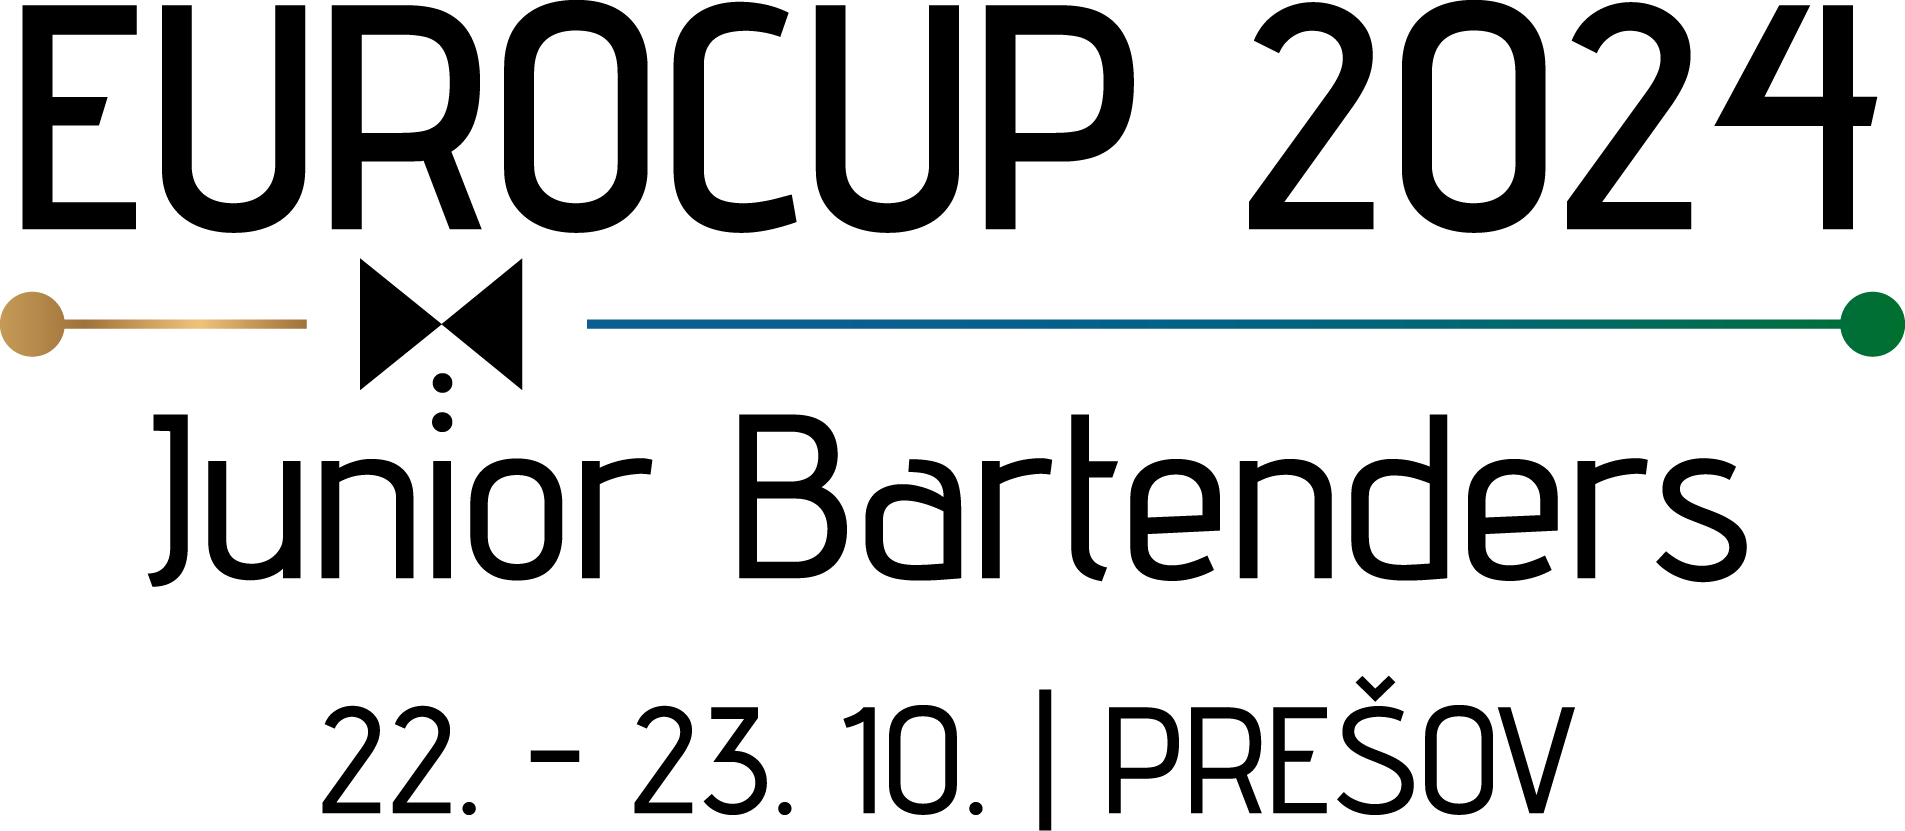 EUROCUP 2024
Junior Bartenders
22. - 23. 10. | PREŠOV